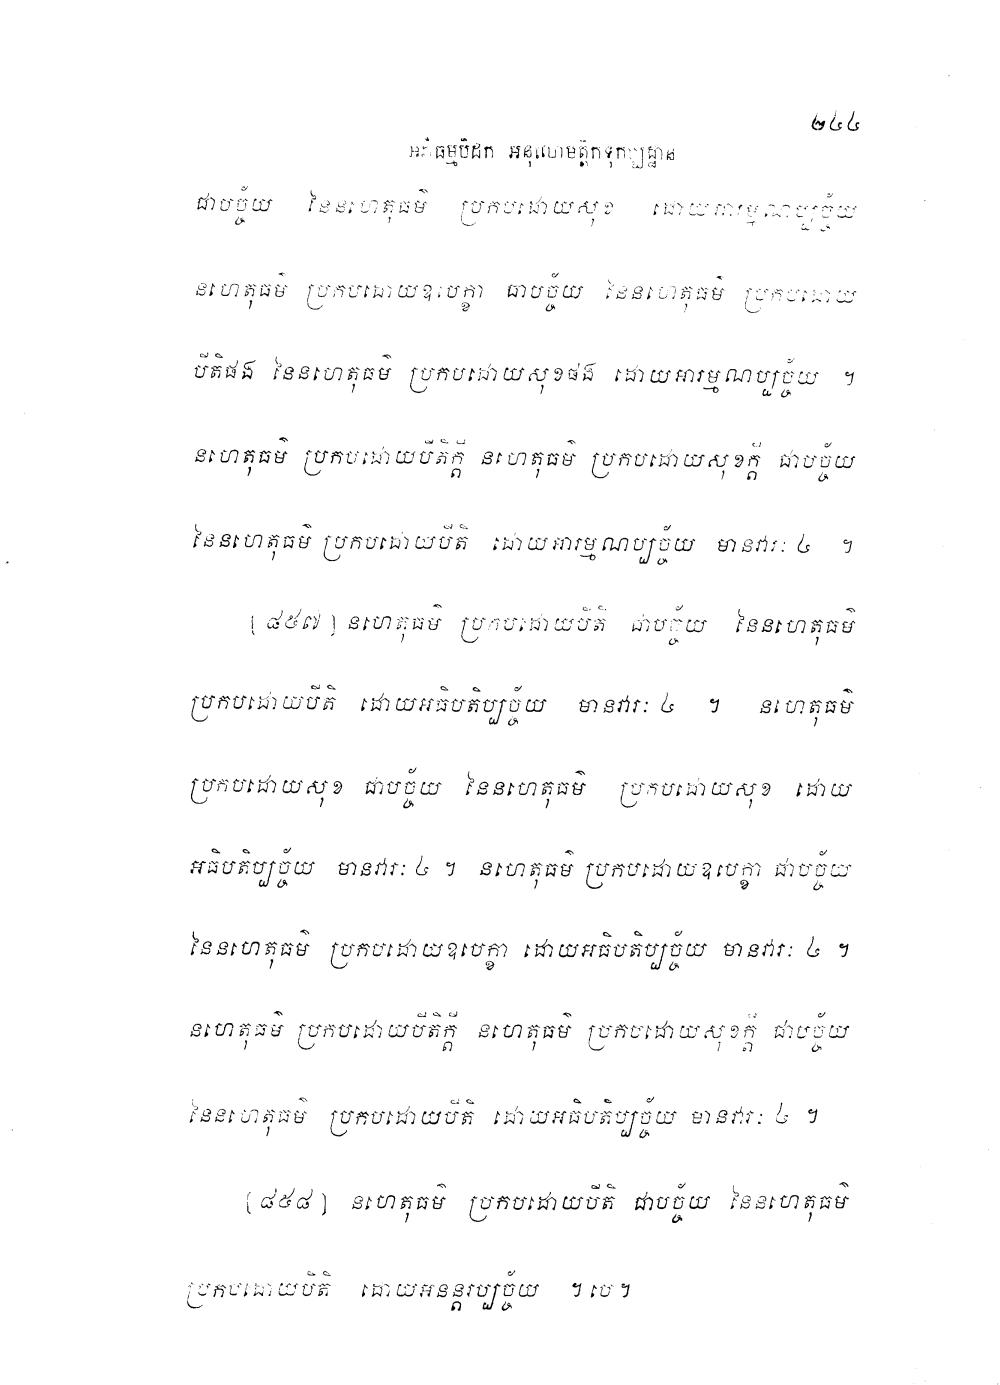 ២៤៤
អភិធម្មបិដក អនុលោមត្តិកទុកប្បដ្ឋាន
ជាបច្ច័យ នៃនហេតុធម៌ ប្រកបដោយសុខ ដោយអារម្មណប្បច្ច័យ
នហេតុធម៌ ប្រកបដោយឧបេក្ខា ជាបច្ច័យ នៃនហេតុធម៌ ប្រកបដោយ
បីតិផង នៃនហេតុធម៌ ប្រកបដោយសុខផង ដោយអារម្មណប្បច្ច័យ ។
នហេតុធម៌ ប្រកបដោយបីតិក្តី នហេតុធម៌ ប្រកបដោយសុខក្តី ជាបច្ច័យ
នៃនហេតុធម៌ ប្រកបដោយបីតិ ដោយអារម្មណប្បច្ច័យ មានវារៈ ៤ ។
[៨៥៧] នហេតុធម៌ ប្រកបដោយបីតិ ជាបច្ច័យ នៃនហេតុធម៌
ប្រកបដោយបីតិ ដោយអធិបតិប្បច្ច័យ មានវារៈ ៤ ។ នហេតុធម៌
ប្រកបដោយសុខ ជាបច្ច័យ នៃនហេតុធម៌ ប្រកបដោយសុខ ដោយ
អធិបតិប្បច្ច័យ មានវារៈ ៤ ។ នហេតុធម៌ ប្រកបដោយឧបេក្ខា ជាបច្ច័យ
នៃនហេតុធម៌ ប្រកបដោយឧបេក្ខា ដោយអធិបតិប្បច្ច័យ មានវារៈ ៤ ។
នហេតុធម៌ ប្រកបដោយបីតិក្តី នហេតុធម៌ ប្រកបដោយសុខក្តី ជាបច្ច័យ
នៃនហេតុធម៌ ប្រកបដោយបីតិ ដោយអធិបតិប្បច្ច័យ មានវារៈ ៤ ។
[៨៥៨] នហេតុធម៌ ប្រកបដោយបីតិ ជាបច្ច័យ នៃនហេតុធម៌
ប្រកបដោយបីតិ ដោយអនន្តរប្បច្ច័យ ។ បេ ។